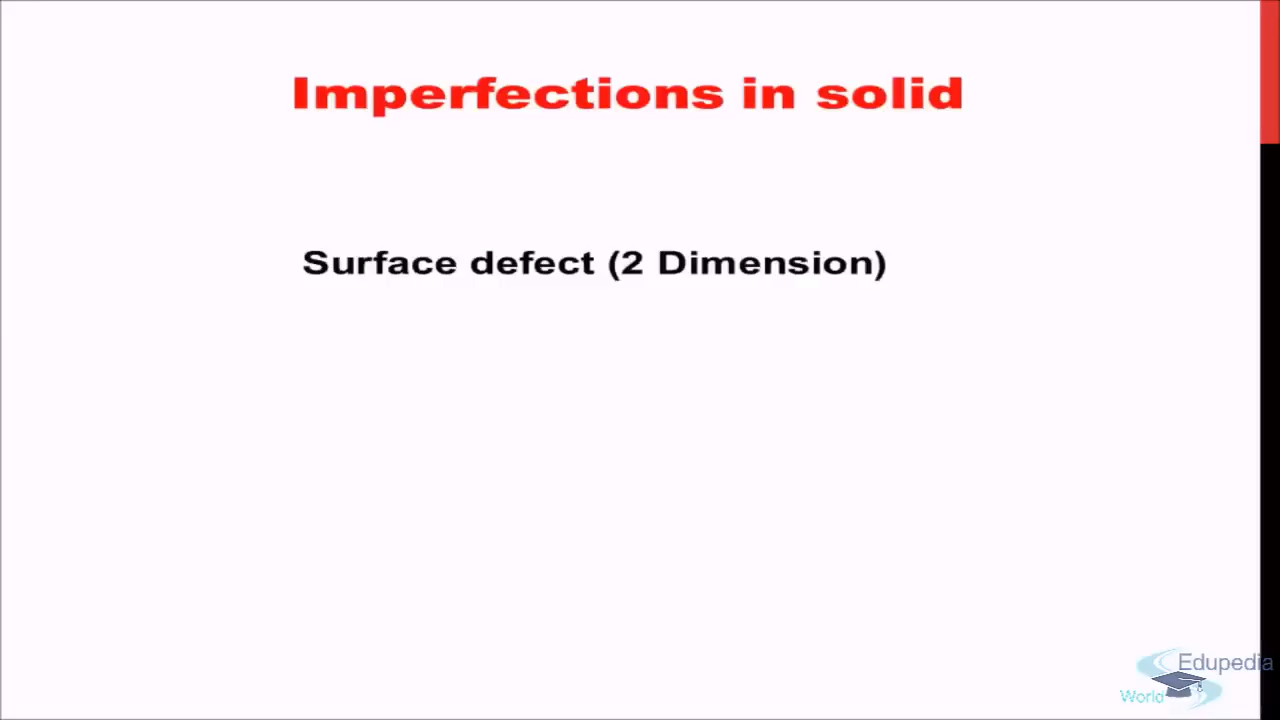 Imperfections in solid
Surface defect (2 Dimension)
Edupedia
World